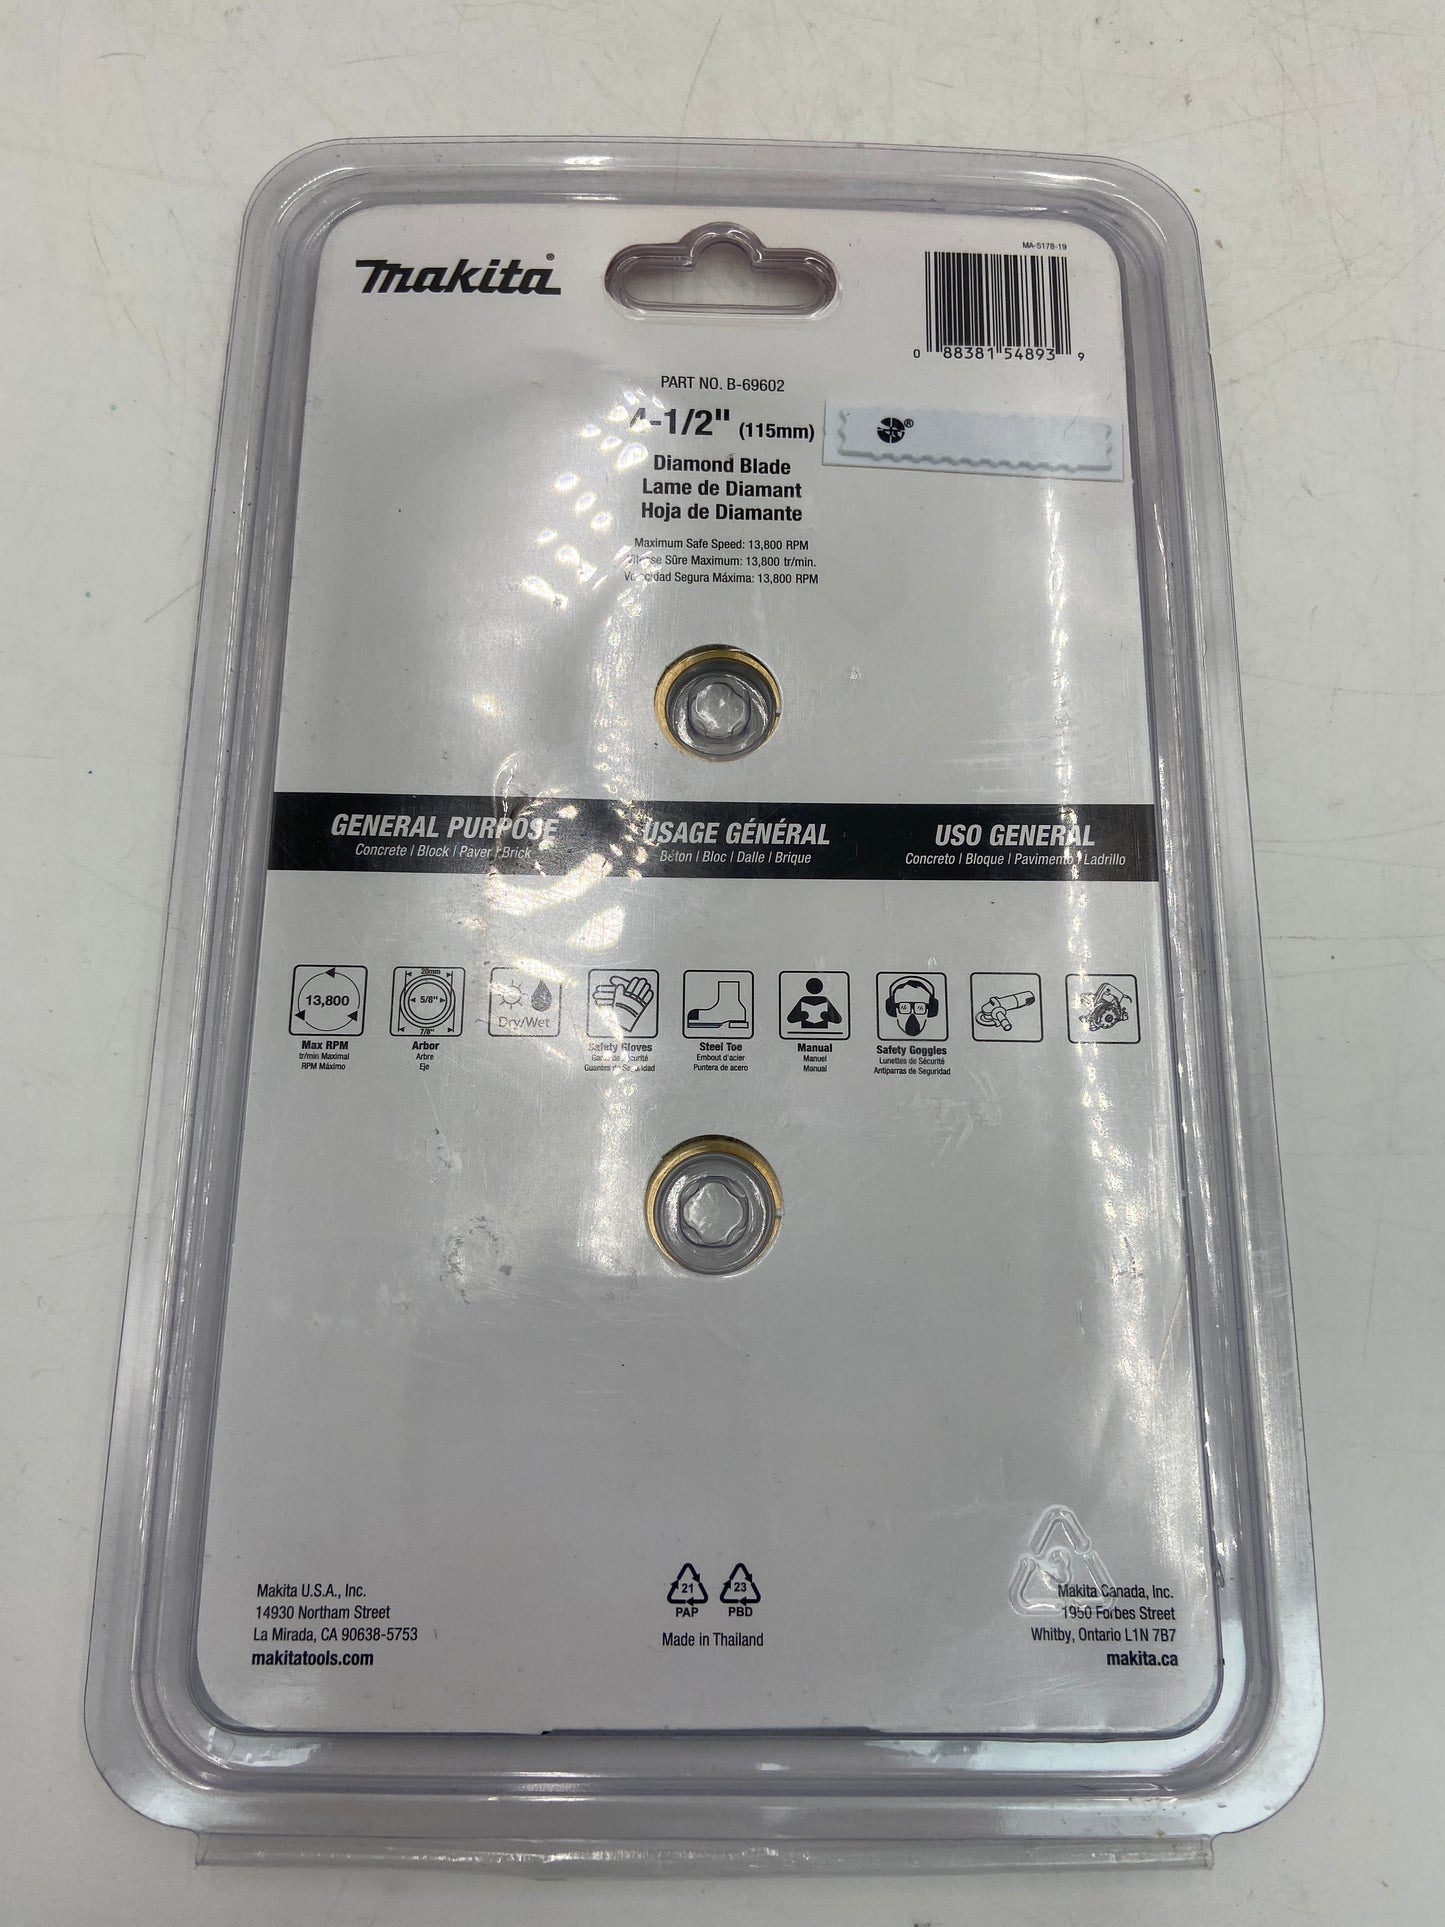 makita®
MA-5178-19
0 88381 54893 9
PART NO. B-69602
4-1/2" (115mm)
®
Diamond Blade
Lame de Diamant
Hoja de Diamante
Maximum Safe Speed: 13,800 RPM
Vitesse Sûre Maximum: 13,800 tr/min.
Velocidad Segura Máxima: 13,800 RPM
GENERAL PURPOSE
Concrete | Block | Paver | Brick
USAGE GÉNÉRAL
Béton | Bloc | Dalle | Brique
USO GENERAL
Concreto | Bloque | Pavimento | Ladrillo
13,800
Max RPM
tr/min Maximal
RPM Máximo
20mm
5/8"
7/8"
Arbor
Arbre
Eje
Dry/Wet
Safety Gloves
Gants de Sécurité
Guantes de Seguridad
Steel Toe
Embout d'acier
Puntera de acero
Manual
Manuel
Manual
Safety Goggles
Lunettes de Sécurité
Antiparras de Seguridad
Makita U.S.A., Inc.
14930 Northam Street
La Mirada, CA 90638-5753
makitatools.com
21
PAP
23
PBD
Made in Thailand
Makita Canada, Inc.
1950 Forbes Street
Whitby, Ontario L1N 7B7
makita.ca